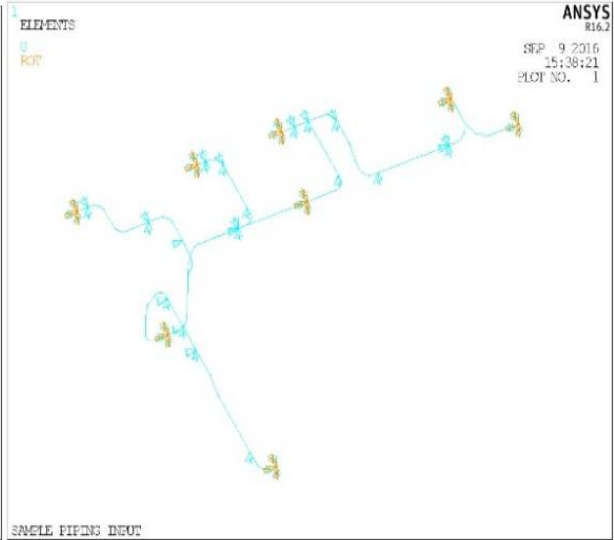 1
ELEMENTS
U
ROT
ANSYS
R16.2
SEP 9 2016
15:38:21
PLOT NO. 1
SAMPLE PIPING INPUT